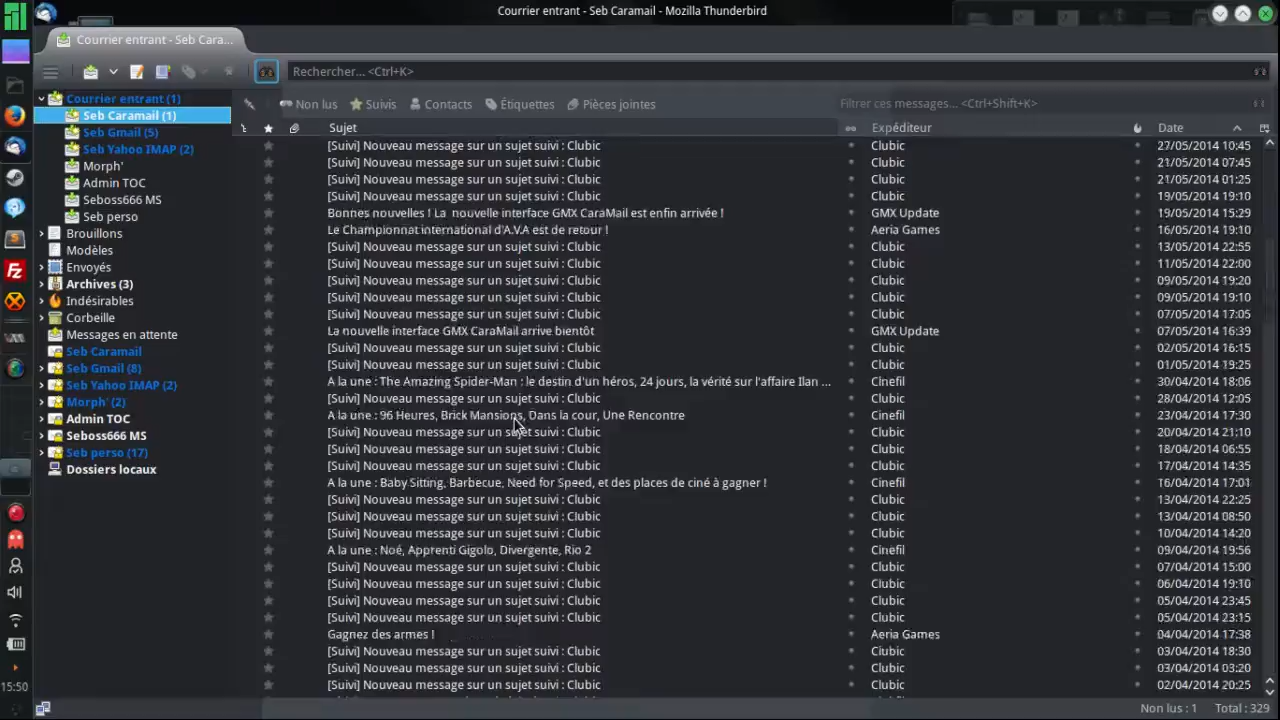 Courrier entrant - Seb Caramail - Mozilla Thunderbird
Courrier entrant - Seb Cara...
Rechercher... <Ctrl+K>
Courrier entrant (1)
Seb Caramail (1)
Seb Gmail (5)
Seb Yahoo IMAP (2)
Morph'
Admin TOC
Seboss666 MS
Seb perso
Brouillons
Modèles
Envoyés
Archives (3)
Indésirables
Corbeille
Messages en attente
Seb Caramail
Seb Gmail (8)
Seb Yahoo IMAP (2)
Morph' (2)
Admin TOC
Seboss666 MS
Seb perso (17)
Dossiers locaux
15:50
Non lus Suivis Contacts Étiquettes Pièces jointes Filtrer ces messages... <Ctrl+Shift+K>
Sujet Expéditeur Date
[Suivi] Nouveau message sur un sujet suivi : Clubic Clubic 27/05/2014 10:45
[Suivi] Nouveau message sur un sujet suivi : Clubic Clubic 21/05/2014 07:45
[Suivi] Nouveau message sur un sujet suivi : Clubic Clubic 21/05/2014 01:25
[Suivi] Nouveau message sur un sujet suivi : Clubic Clubic 19/05/2014 19:10
Bonnes nouvelles ! La nouvelle interface GMX CaraMail est enfin arrivée ! GMX Update 19/05/2014 15:29
Le Championnat international d'A.V.A est de retour ! Aeria Games 16/05/2014 19:10
[Suivi] Nouveau message sur un sujet suivi : Clubic Clubic 13/05/2014 22:55
[Suivi] Nouveau message sur un sujet suivi : Clubic Clubic 11/05/2014 22:00
[Suivi] Nouveau message sur un sujet suivi : Clubic Clubic 09/05/2014 19:20
[Suivi] Nouveau message sur un sujet suivi : Clubic Clubic 09/05/2014 19:10
[Suivi] Nouveau message sur un sujet suivi : Clubic Clubic 07/05/2014 17:05
La nouvelle interface GMX CaraMail arrive bientôt GMX Update 07/05/2014 16:39
[Suivi] Nouveau message sur un sujet suivi : Clubic Clubic 02/05/2014 16:15
[Suivi] Nouveau message sur un sujet suivi : Clubic Clubic 01/05/2014 19:25
A la une : The Amazing Spider-Man : le destin d'un héros, 24 jours, la vérité sur l'affaire Ilan ... Cinefil 30/04/2014 18:06
[Suivi] Nouveau message sur un sujet suivi : Clubic Clubic 28/04/2014 12:05
A la une : 96 Heures, Brick Mansions, Dans la cour, Une Rencontre Cinefil 23/04/2014 17:30
[Suivi] Nouveau message sur un sujet suivi : Clubic Clubic 20/04/2014 21:10
[Suivi] Nouveau message sur un sujet suivi : Clubic Clubic 18/04/2014 06:55
[Suivi] Nouveau message sur un sujet suivi : Clubic Clubic 17/04/2014 14:35
A la une : Baby Sitting, Barbecue, Need for Speed, et des places de ciné à gagner ! Cinefil 16/04/2014 17:01
[Suivi] Nouveau message sur un sujet suivi : Clubic Clubic 13/04/2014 22:25
[Suivi] Nouveau message sur un sujet suivi : Clubic Clubic 13/04/2014 08:50
[Suivi] Nouveau message sur un sujet suivi : Clubic Clubic 10/04/2014 14:20
A la une : Noé, Apprenti Gigolo, Divergente, Rio 2 Cinefil 09/04/2014 19:56
[Suivi] Nouveau message sur un sujet suivi : Clubic Clubic 07/04/2014 15:00
[Suivi] Nouveau message sur un sujet suivi : Clubic Clubic 06/04/2014 19:10
[Suivi] Nouveau message sur un sujet suivi : Clubic Clubic 05/04/2014 23:45
[Suivi] Nouveau message sur un sujet suivi : Clubic Clubic 05/04/2014 23:15
Gagnez des armes ! Aeria Games 04/04/2014 17:38
[Suivi] Nouveau message sur un sujet suivi : Clubic Clubic 03/04/2014 18:30
[Suivi] Nouveau message sur un sujet suivi : Clubic Clubic 03/04/2014 03:20
[Suivi] Nouveau message sur un sujet suivi : Clubic Clubic 02/04/2014 20:25
Non lus : 1 Total : 329